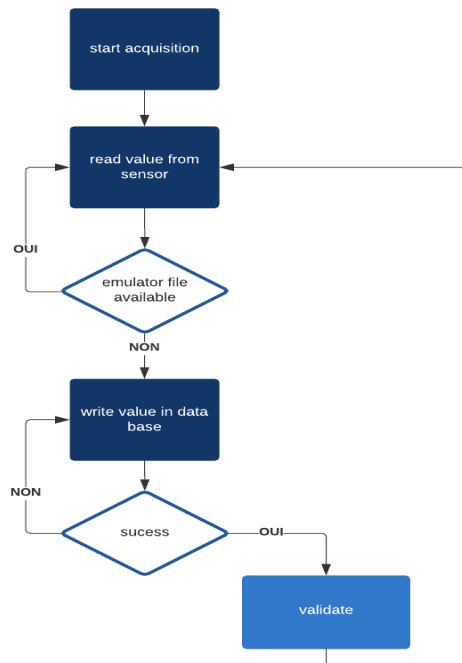 start acquisition
read value from
sensor
OUI
emulator file
available
NON
write value in data
base
NON
sucess
OUI
validate